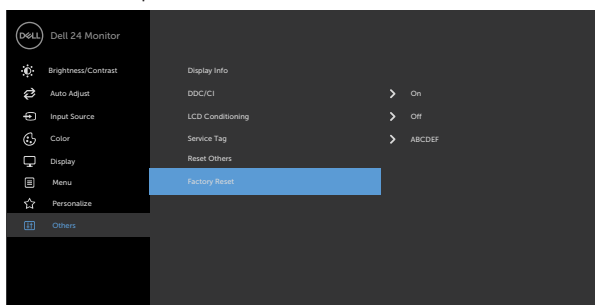 DELL Dell 24 Monitor
Brightness/Contrast Display Info
Auto Adjust DDC/CI On
Input Source LCD Conditioning Off
Color Service Tag ABCDEF
Display Reset Others
Menu Factory Reset
Personalize
Others